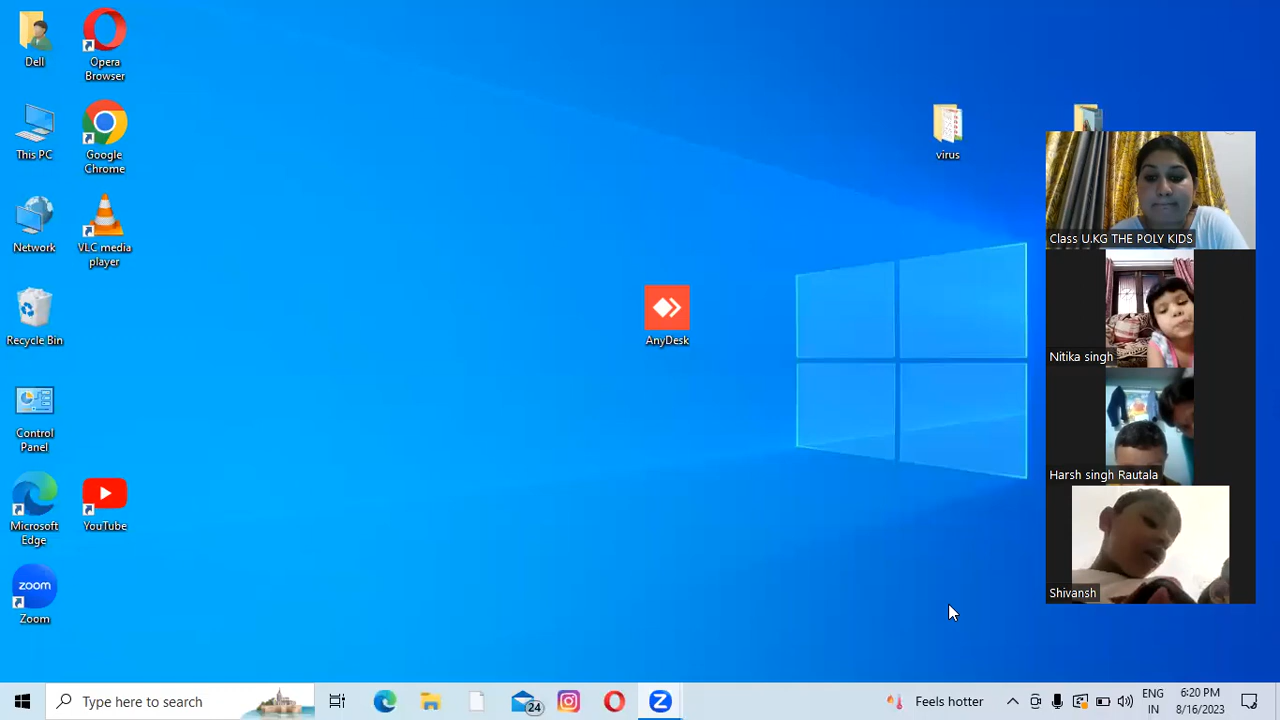 Dell
Opera
Browser
This PC
Google
Chrome
virus
Network
VLC media
player
Class U.KG THE POLY KIDS
Recycle Bin
AnyDesk
Nitika singh
Control
Panel
Harsh singh Rautala
Microsoft
Edge
YouTube
zoom
Zoom
Shivansh
Type here to search
24
Feels hotter
ENG
IN
6:20 PM
8/16/2023